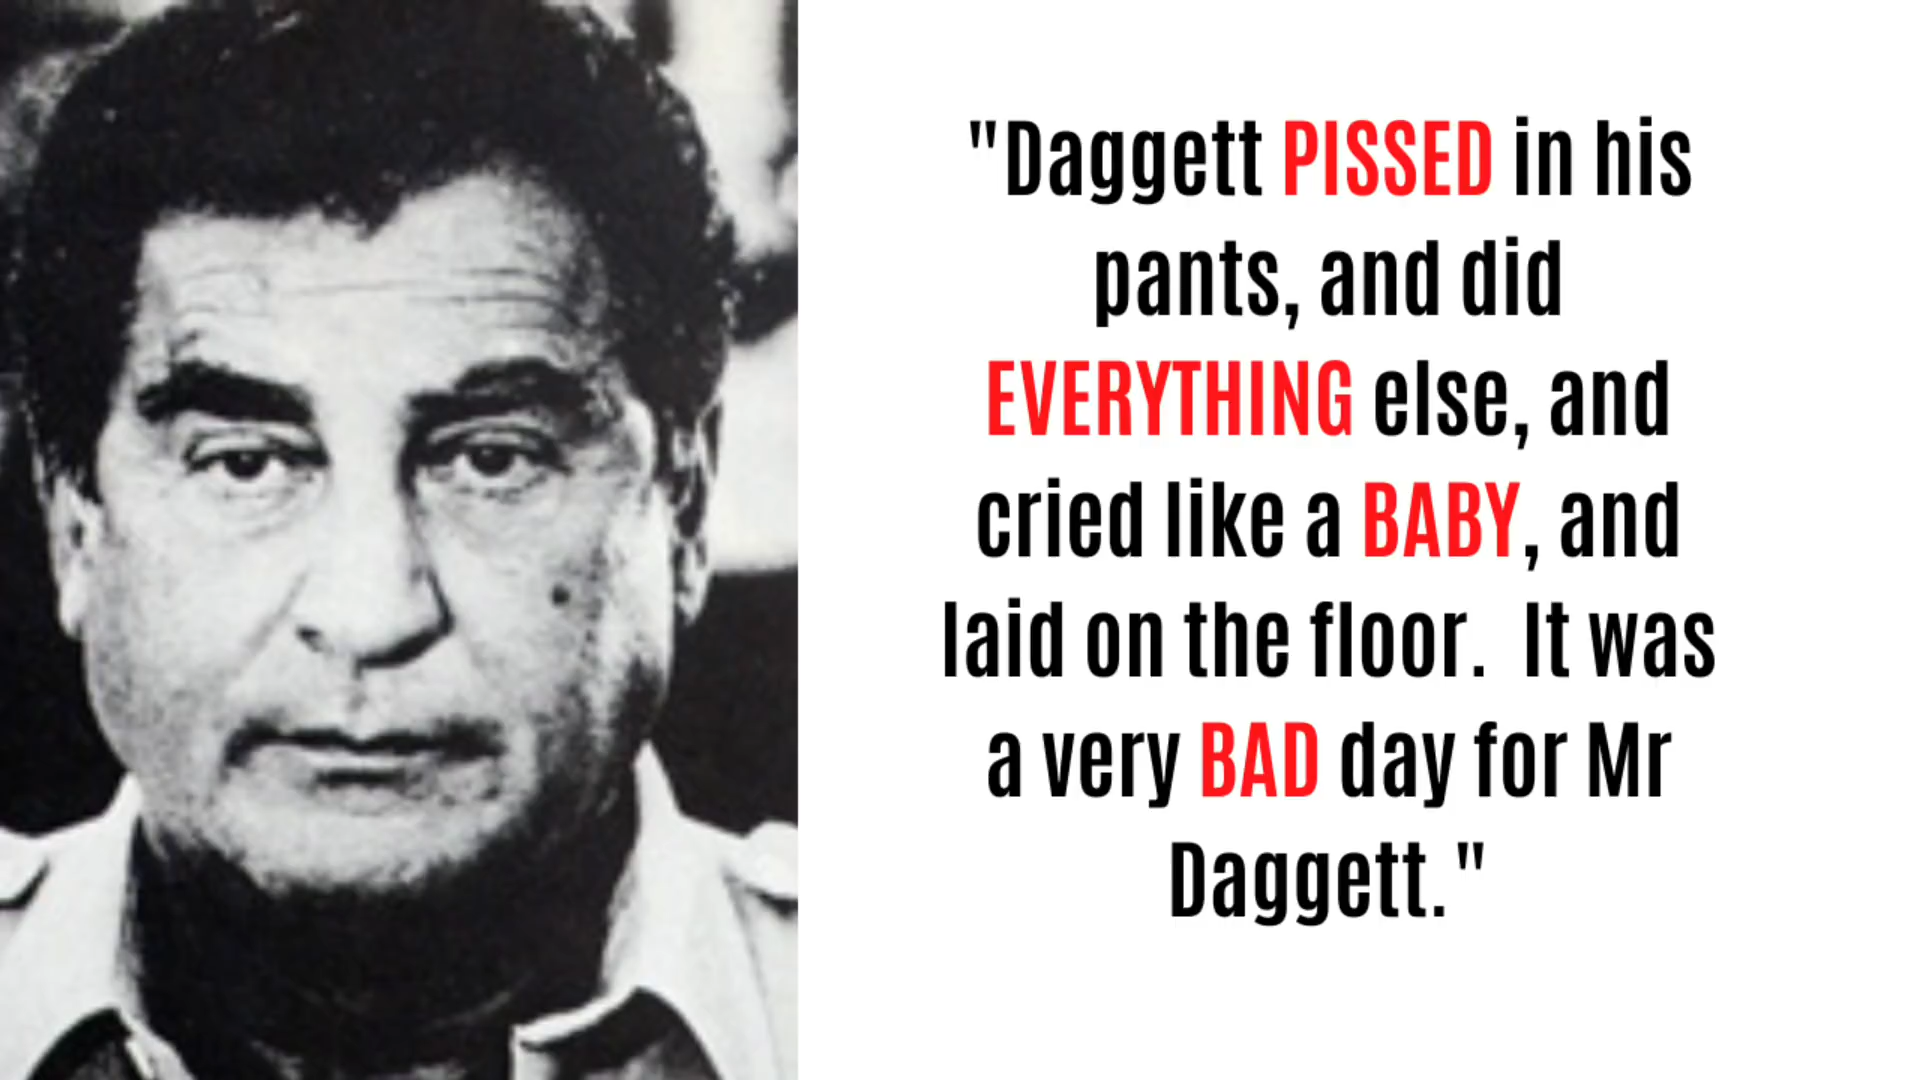 "Daggett PISSED in his
pants, and did
EVERYTHING else, and
cried like a BABY, and
laid on the floor.  It was
a very BAD day for Mr
Daggett."